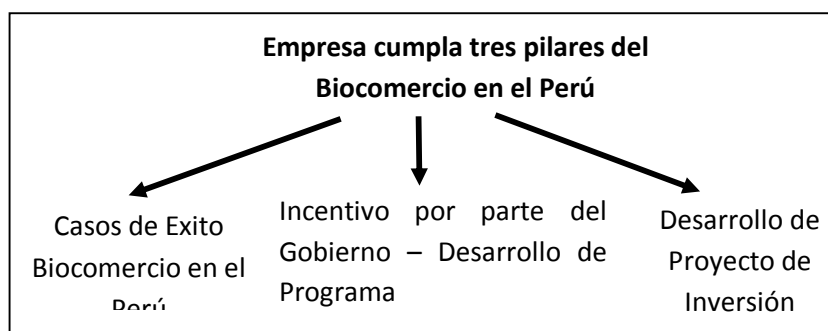 Empresa cumpla tres pilares del
Biocomercio en el Perú
Casos de Exito
Biocomercio en el
Perú
Incentivo por parte del
Gobierno – Desarrollo de
Programa
Desarrollo de
Proyecto de
Inversión